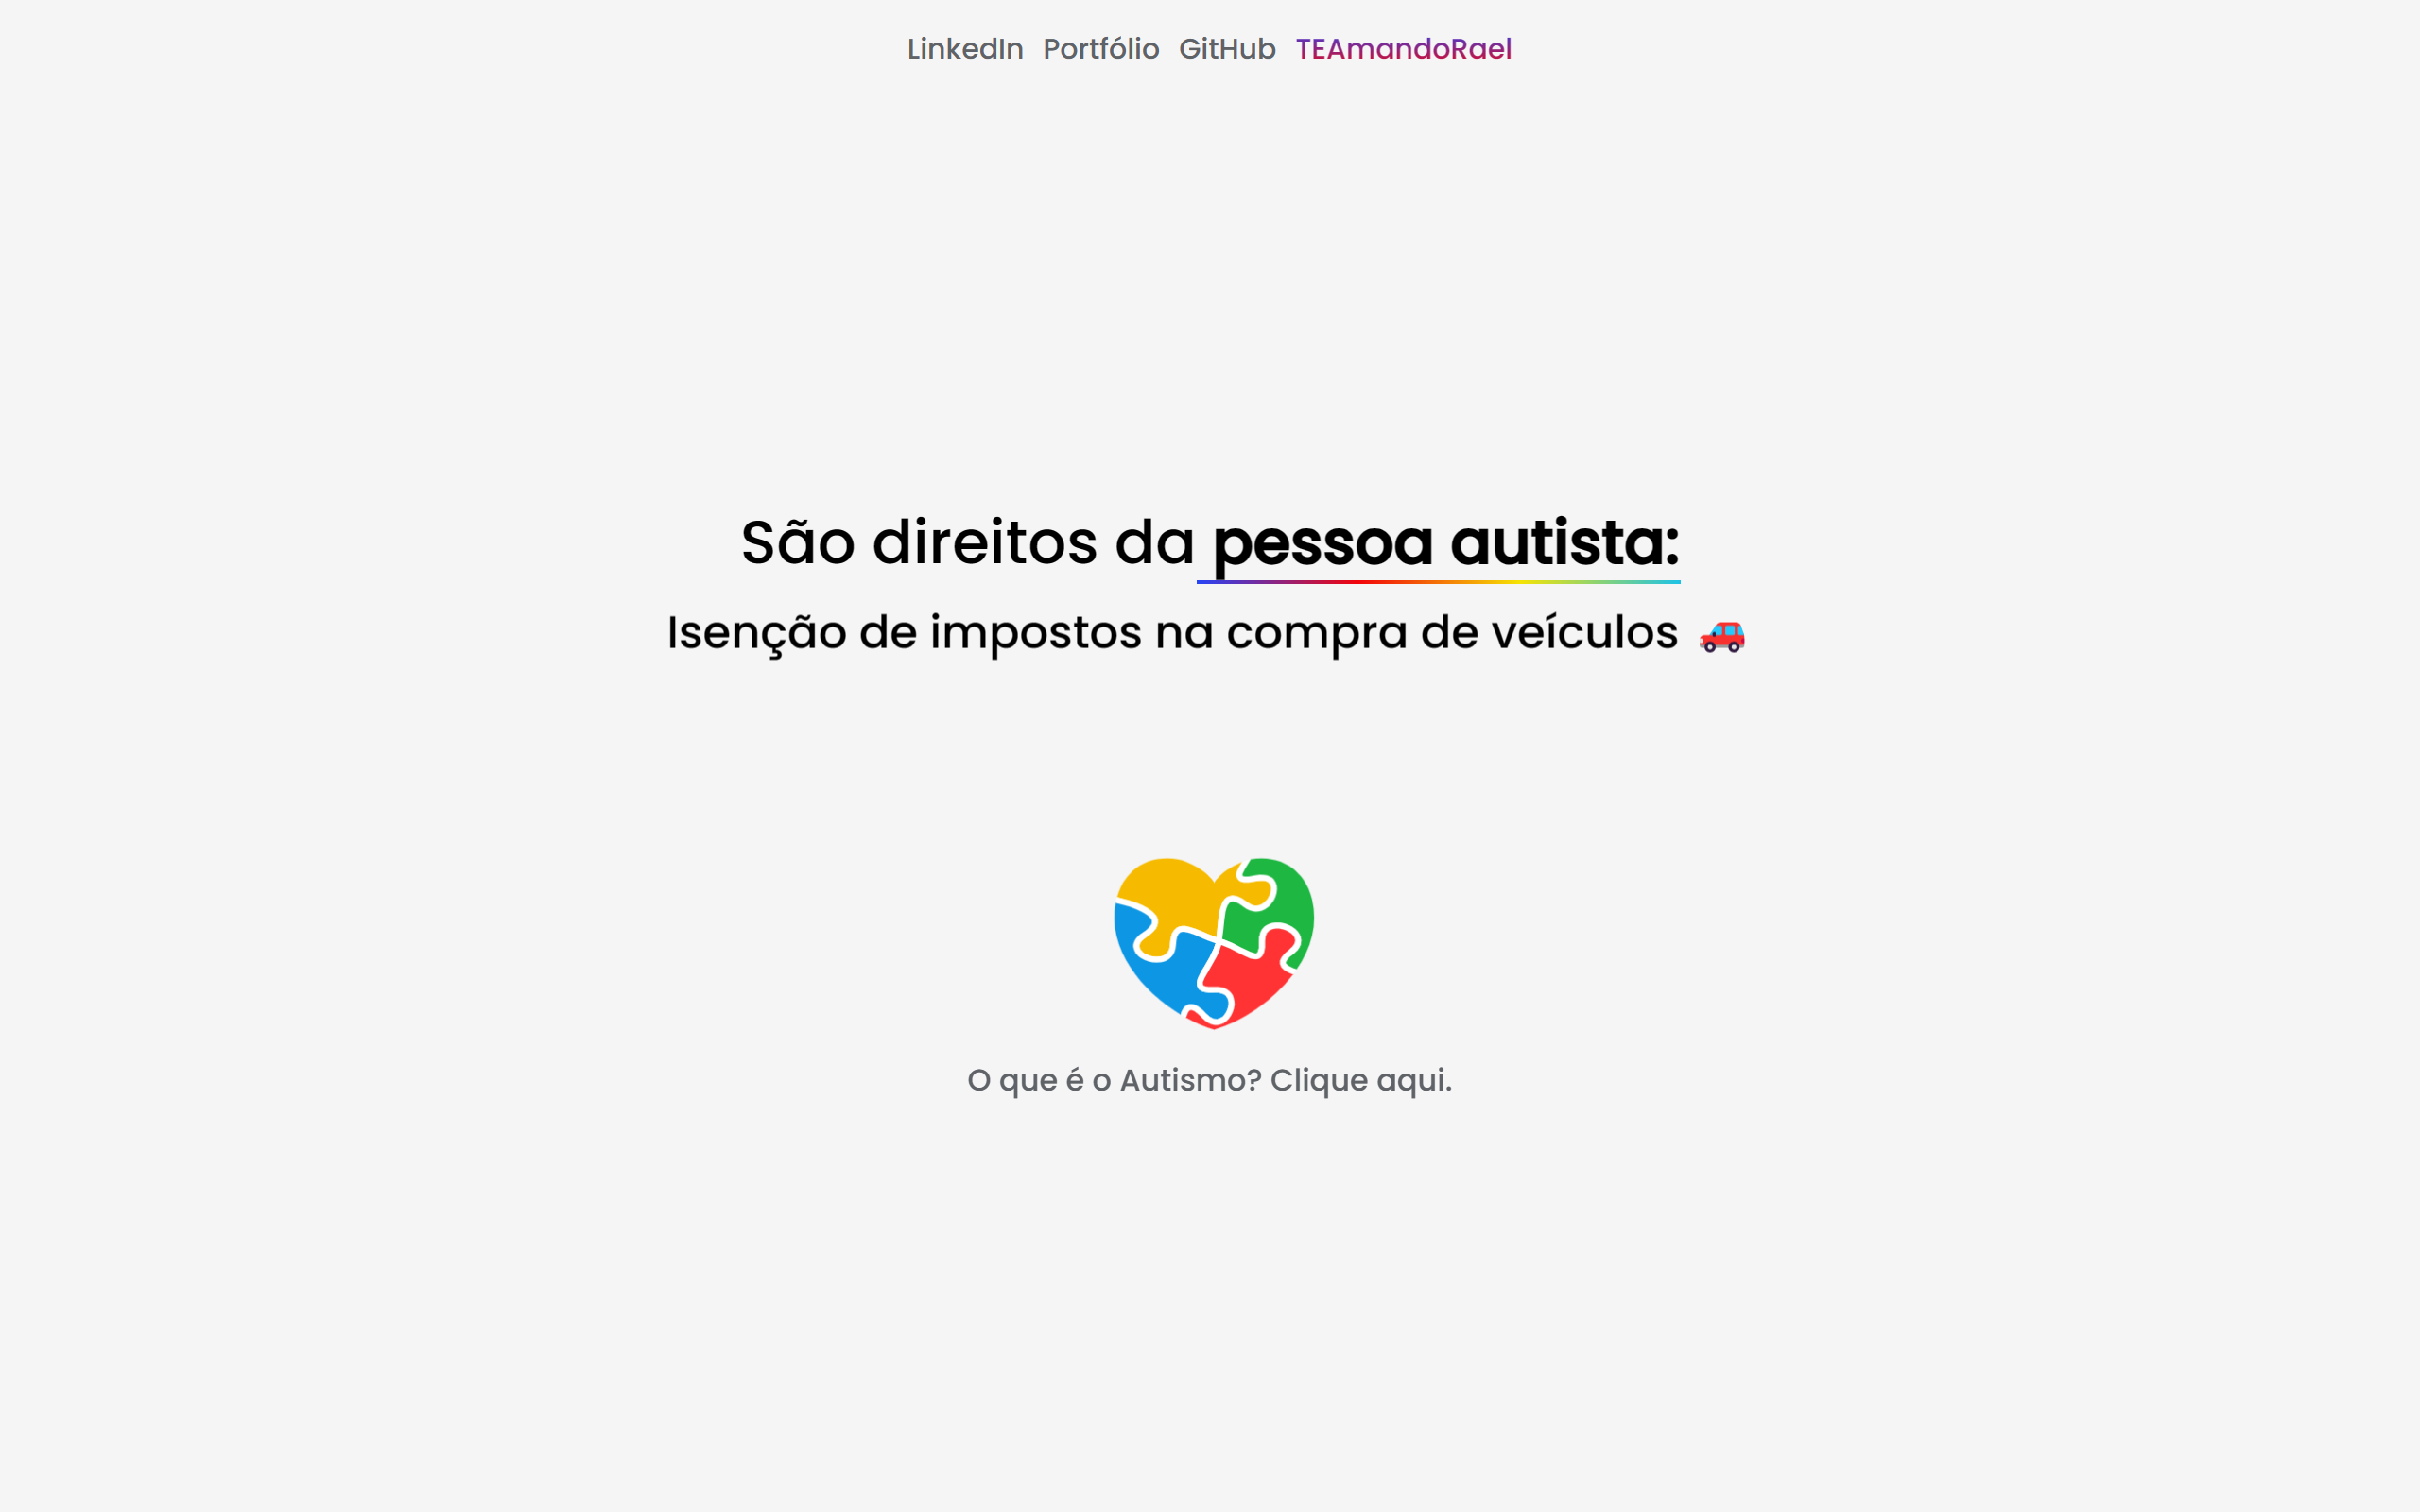 LinkedIn Portfólio GitHub TEAmandoRael
São direitos da pessoa autista:
Isenção de impostos na compra de veículos 🚗
O que é o Autismo? Clique aqui.